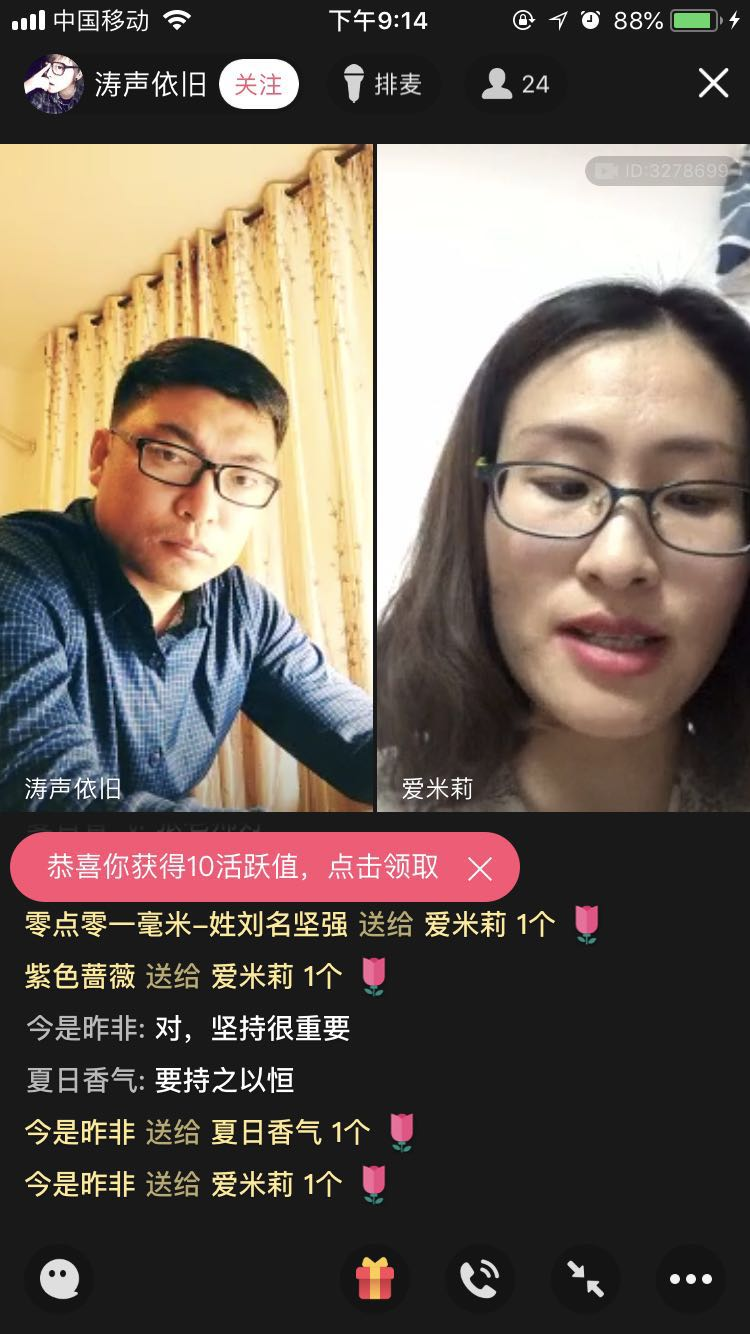 中国移动
下午9:14
88%
涛声依旧
关注
排麦
24
ID:3278699
涛声依旧
爱米莉
恭喜你获得10活跃值，点击领取
零点零一毫米-姓刘名坚强 送给 爱米莉 1个
紫色蔷薇 送给 爱米莉 1个
今是昨非: 对，坚持很重要
夏日香气: 要持之以恒
今是昨非 送给 夏日香气 1个
今是昨非 送给 爱米莉 1个